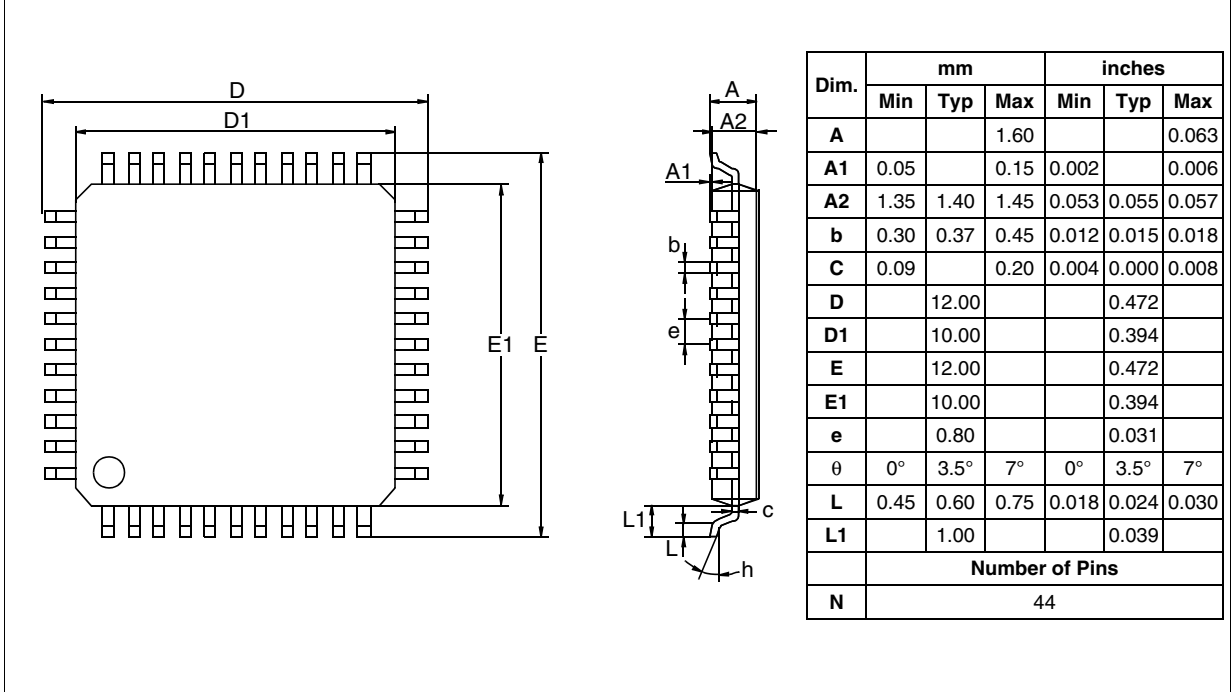 D
D1
E1 E
A
A2
A1
b
e
L1
L
c
h
Dim. mm inches
Min Typ Max Min Typ Max
A 1.60 0.063
A1 0.05 0.15 0.002 0.006
A2 1.35 1.40 1.45 0.053 0.055 0.057
b 0.30 0.37 0.45 0.012 0.015 0.018
C 0.09 0.20 0.004 0.000 0.008
D 12.00 0.472
D1 10.00 0.394
E 12.00 0.472
E1 10.00 0.394
e 0.80 0.031
θ 0° 3.5° 7° 0° 3.5° 7°
L 0.45 0.60 0.75 0.018 0.024 0.030
L1 1.00 0.039
Number of Pins
N 44